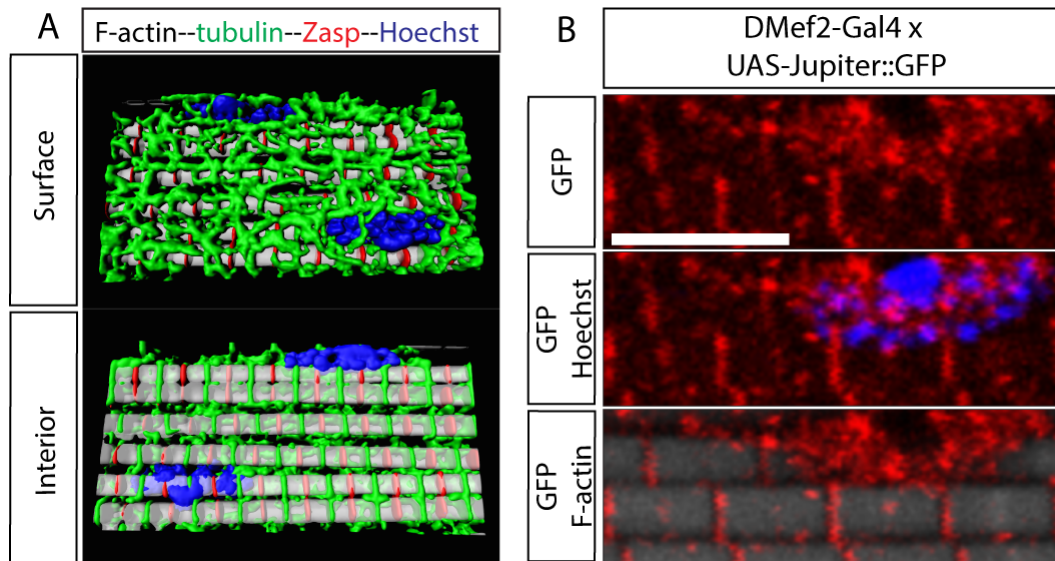 A
F-actin--tubulin--Zasp--Hoechst
Surface
Interior
B
DMef2-Gal4 x
UAS-Jupiter::GFP
GFP
GFP
Hoechst
GFP
F-actin